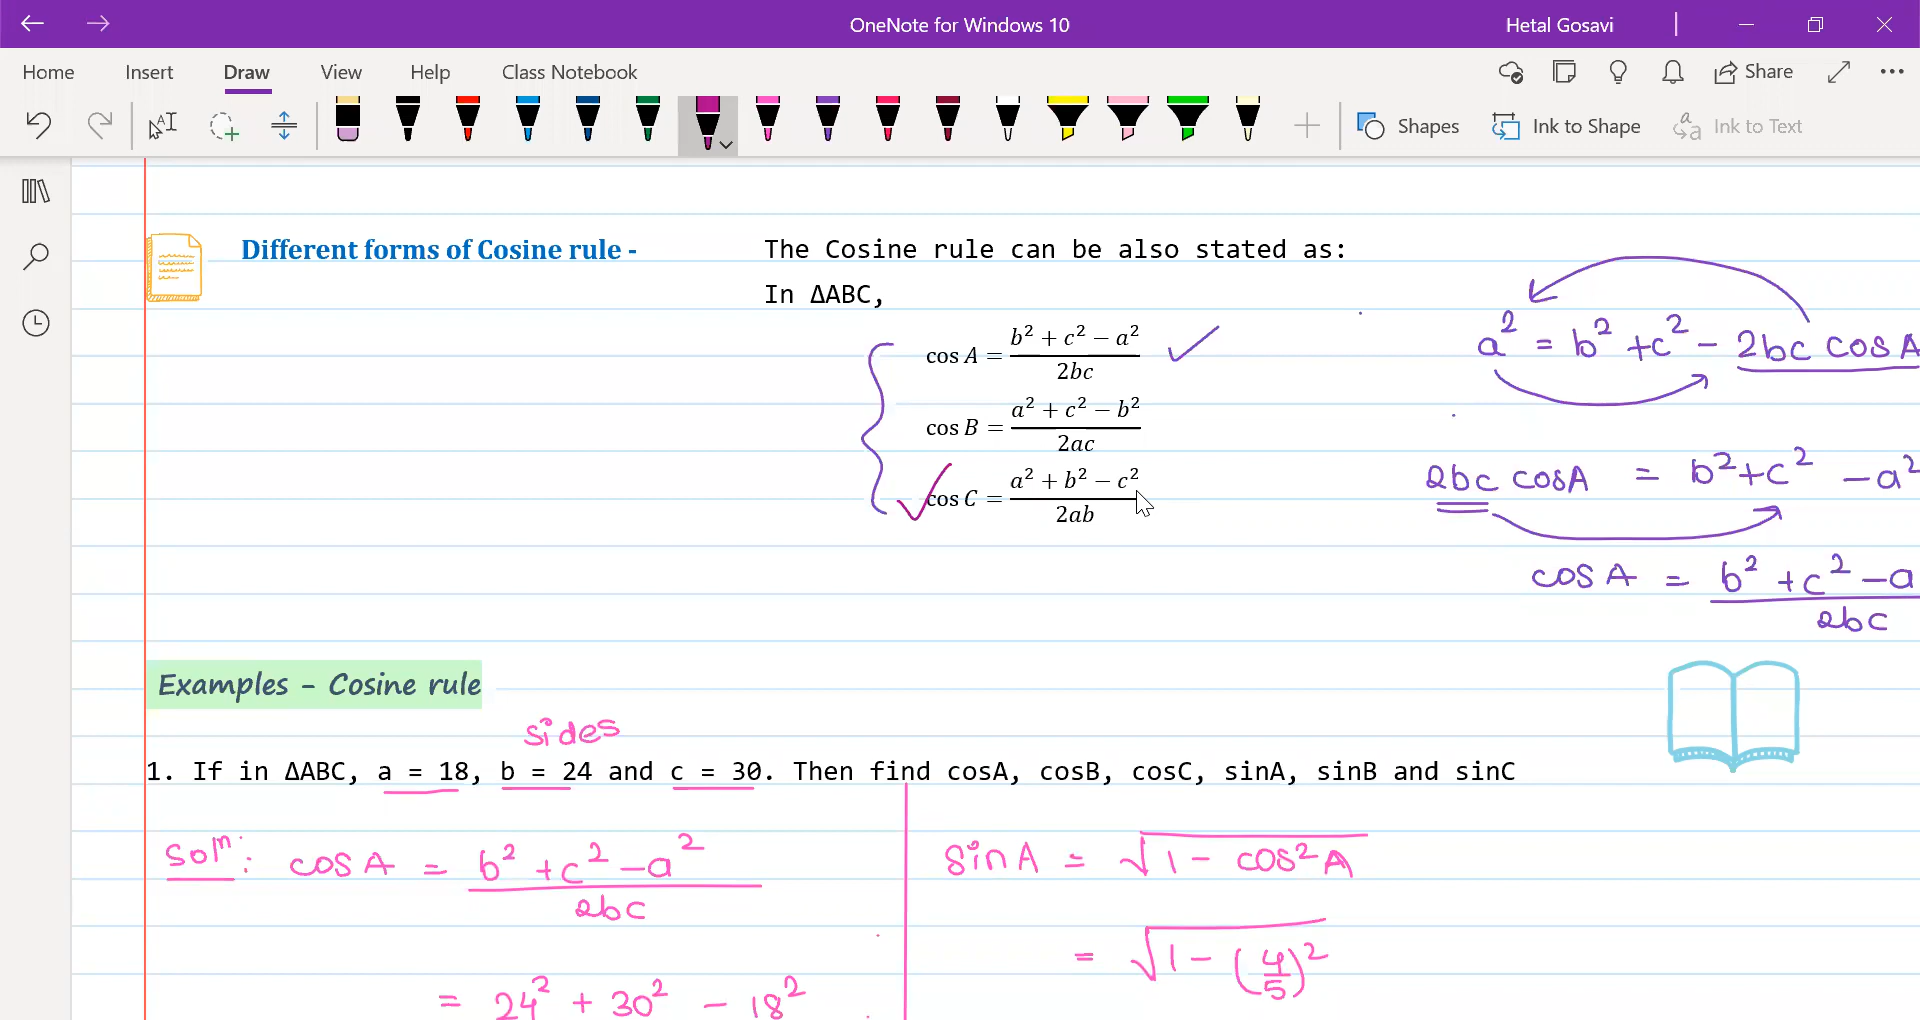 OneNote for Windows 10
Hetal Gosavi
Home Insert Draw View Help Class Notebook
Share
Shapes Ink to Shape Ink to Text
Different forms of Cosine rule -
The Cosine rule can be also stated as:
In ΔABC,
cos A = (b² + c² − a²) / 2bc
cos B = (a² + c² − b²) / 2ac
cos C = (a² + b² − c²) / 2ab
a² = b² + c² − 2bc cosA
2bc cosA = b² + c² − a²
cosA = b² + c² − a / 2bc
Examples - Cosine rule
sides
1. If in ΔABC, a = 18, b = 24 and c = 30. Then find cosA, cosB, cosC, sinA, sinB and sinC
Solⁿ: cosA = (b² + c² − a²) / 2bc
= 24² + 30² − 18²
sinA = √(1 − cos²A)
= √(1 − (4/5)²)